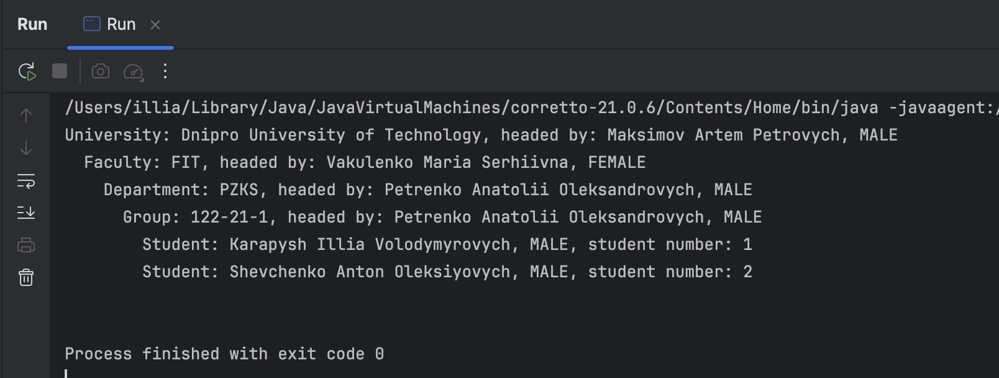 Run Run
/Users/illia/Library/Java/JavaVirtualMachines/corretto-21.0.6/Contents/Home/bin/java -javaagent:/
University: Dnipro University of Technology, headed by: Maksimov Artem Petrovych, MALE
Faculty: FIT, headed by: Vakulenko Maria Serhiivna, FEMALE
Department: PZKS, headed by: Petrenko Anatolii Oleksandrovych, MALE
Group: 122-21-1, headed by: Petrenko Anatolii Oleksandrovych, MALE
Student: Karapysh Illia Volodymyrovych, MALE, student number: 1
Student: Shevchenko Anton Oleksiyovych, MALE, student number: 2
Process finished with exit code 0